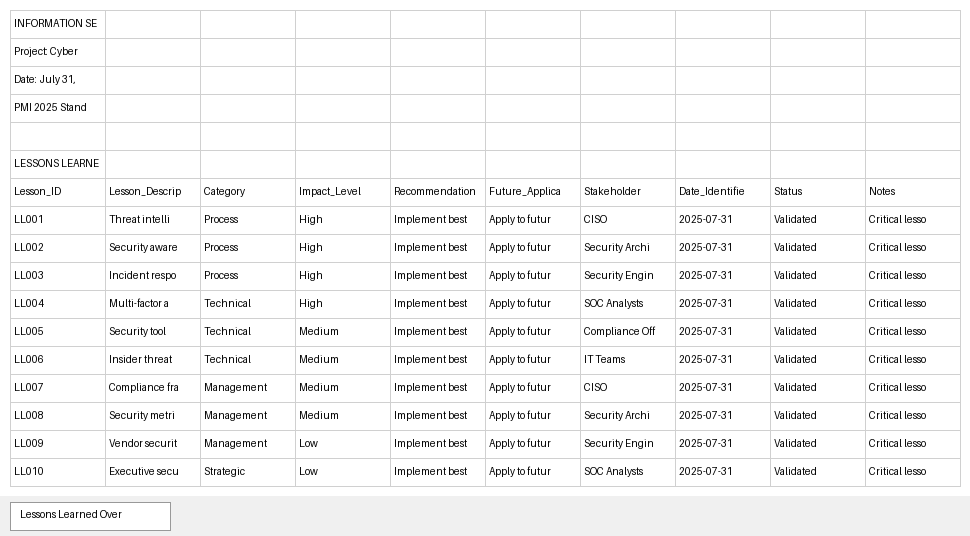 INFORMATION SE
Project: Cyber
Date: July 31,
PMI 2025 Stand
LESSONS LEARNE
Lesson_ID Lesson_Descrip Category Impact_Level Recommendation Future_Applica Stakeholder Date_Identifie Status Notes
LL001 Threat intelli Process High Implement best Apply to futur CISO 2025-07-31 Validated Critical lesso
LL002 Security aware Process High Implement best Apply to futur Security Archi 2025-07-31 Validated Critical lesso
LL003 Incident respo Process High Implement best Apply to futur Security Engin 2025-07-31 Validated Critical lesso
LL004 Multi-factor a Technical High Implement best Apply to futur SOC Analysts 2025-07-31 Validated Critical lesso
LL005 Security tool Technical Medium Implement best Apply to futur Compliance Off 2025-07-31 Validated Critical lesso
LL006 Insider threat Technical Medium Implement best Apply to futur IT Teams 2025-07-31 Validated Critical lesso
LL007 Compliance fra Management Medium Implement best Apply to futur CISO 2025-07-31 Validated Critical lesso
LL008 Security metri Management Medium Implement best Apply to futur Security Archi 2025-07-31 Validated Critical lesso
LL009 Vendor securit Management Low Implement best Apply to futur Security Engin 2025-07-31 Validated Critical lesso
LL010 Executive secu Strategic Low Implement best Apply to futur SOC Analysts 2025-07-31 Validated Critical lesso
Lessons Learned Over